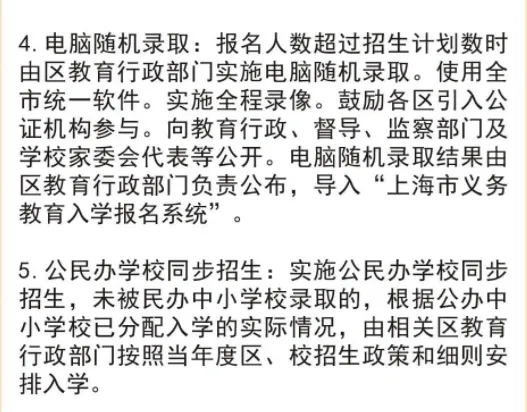 4. 电脑随机录取：报名人数超过招生计划数时
由区教育行政部门实施电脑随机录取。使用全
市统一软件。实施全程录像。鼓励各区引入公
证机构参与。向教育行政、督导、监察部门及
学校家委会代表等公开。电脑随机录取结果由
区教育行政部门负责公布，导入“上海市义务
教育入学报名系统”。
5. 公民办学校同步招生：实施公民办学校同步
招生，未被民办中小学校录取的，根据公办中
小学校已分配入学的实际情况，由相关区教育
行政部门按照当年度区、校招生政策和细则安
排入学。